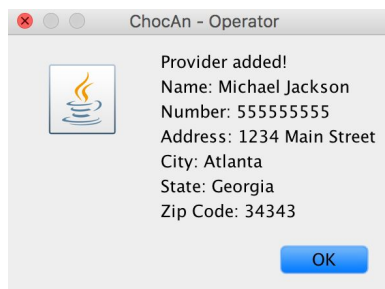 ChocAn - Operator
Provider added!
Name: Michael Jackson
Number: 555555555
Address: 1234 Main Street
City: Atlanta
State: Georgia
Zip Code: 34343
OK